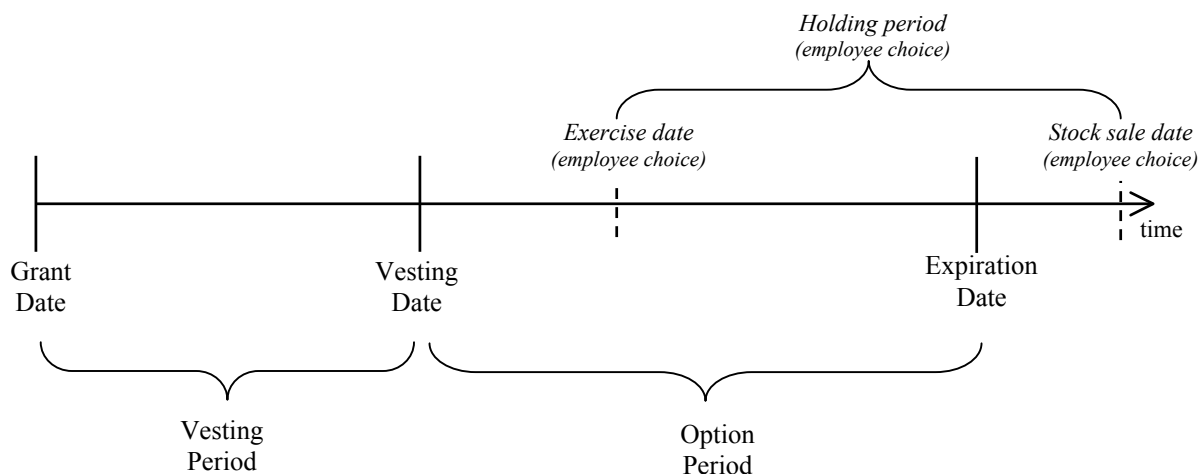 Holding period
(employee choice)
Exercise date
(employee choice)
Stock sale date
(employee choice)
time
Grant
Date
Vesting
Date
Expiration
Date
Vesting
Period
Option
Period